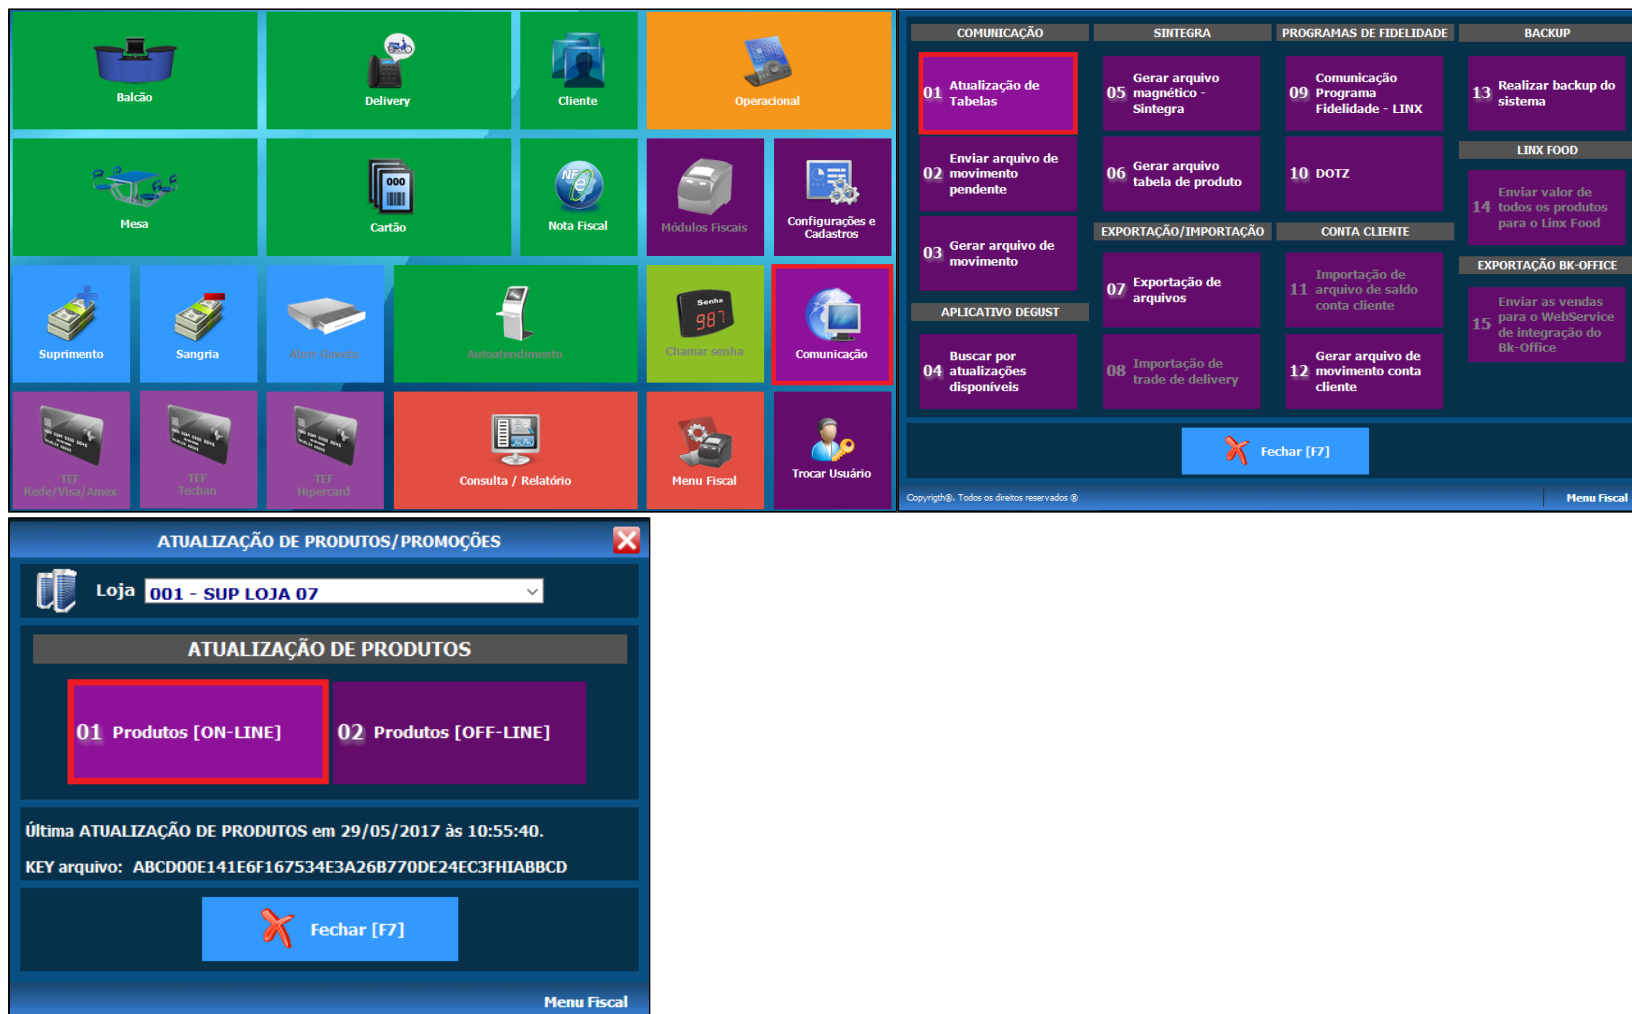 Balcão
Delivery
Cliente
Operacional
Mesa
000
Cartão
NFe
Nota Fiscal
Módulos Fiscais
Configurações e
Cadastros
Suprimento
Sangria
Abrir Gaveta
Autoatendimento
Senha
987
Chamar senha
Comunicação
TEF
Rede/Visa/Amex
TEF
Tecban
TEF
Hipercard
Consulta / Relatório
Menu Fiscal
Trocar Usuário
COMUNICAÇÃO
01 Atualização de
Tabelas
02 Enviar arquivo de
movimento
pendente
03 Gerar arquivo de
movimento
APLICATIVO DEGUST
04 Buscar por
atualizações
disponíveis
SINTEGRA
05 Gerar arquivo
magnético -
Sintegra
06 Gerar arquivo
tabela de produto
EXPORTAÇÃO/IMPORTAÇÃO
07 Exportação de
arquivos
08 Importação de
trade de delivery
PROGRAMAS DE FIDELIDADE
09 Comunicação
Programa
Fidelidade - LINX
10 DOTZ
CONTA CLIENTE
11 Importação de
arquivo de saldo
conta cliente
12 Gerar arquivo de
movimento conta
cliente
BACKUP
13 Realizar backup do
sistema
LINX FOOD
14 Enviar valor de
todos os produtos
para o Linx Food
EXPORTAÇÃO BK-OFFICE
15 Enviar as vendas
para o WebService
de integração do
Bk-Office
Fechar [F7]
Copyrigth®. Todos os direitos reservados ®
Menu Fiscal
ATUALIZAÇÃO DE PRODUTOS/PROMOÇÕES
Loja 001 - SUP LOJA 07
ATUALIZAÇÃO DE PRODUTOS
01 Produtos [ON-LINE]
02 Produtos [OFF-LINE]
Última ATUALIZAÇÃO DE PRODUTOS em 29/05/2017 às 10:55:40.
KEY arquivo: ABCD00E141E6F167534E3A26B770DE24EC3FHIABBCD
Fechar [F7]
Menu Fiscal